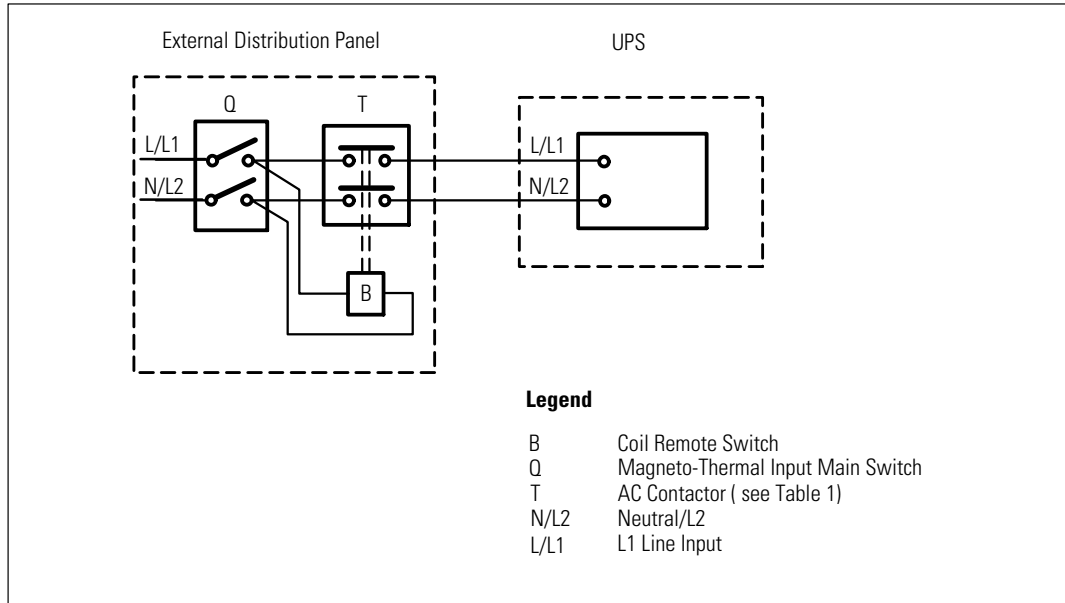 External Distribution Panel
UPS
Q
T
L/L1
L/L1
N/L2
N/L2
B
Legend
B Coil Remote Switch
Q Magneto-Thermal Input Main Switch
T AC Contactor ( see Table 1)
N/L2 Neutral/L2
L/L1 L1 Line Input